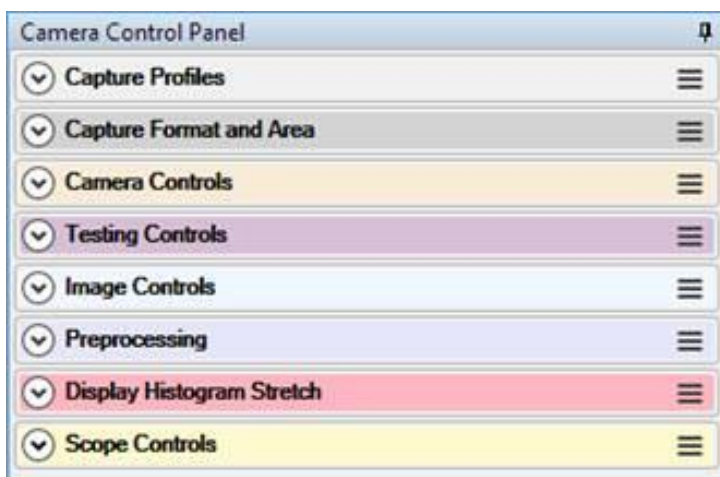 Camera Control Panel
Capture Profiles
Capture Format and Area
Camera Controls
Testing Controls
Image Controls
Preprocessing
Display Histogram Stretch
Scope Controls